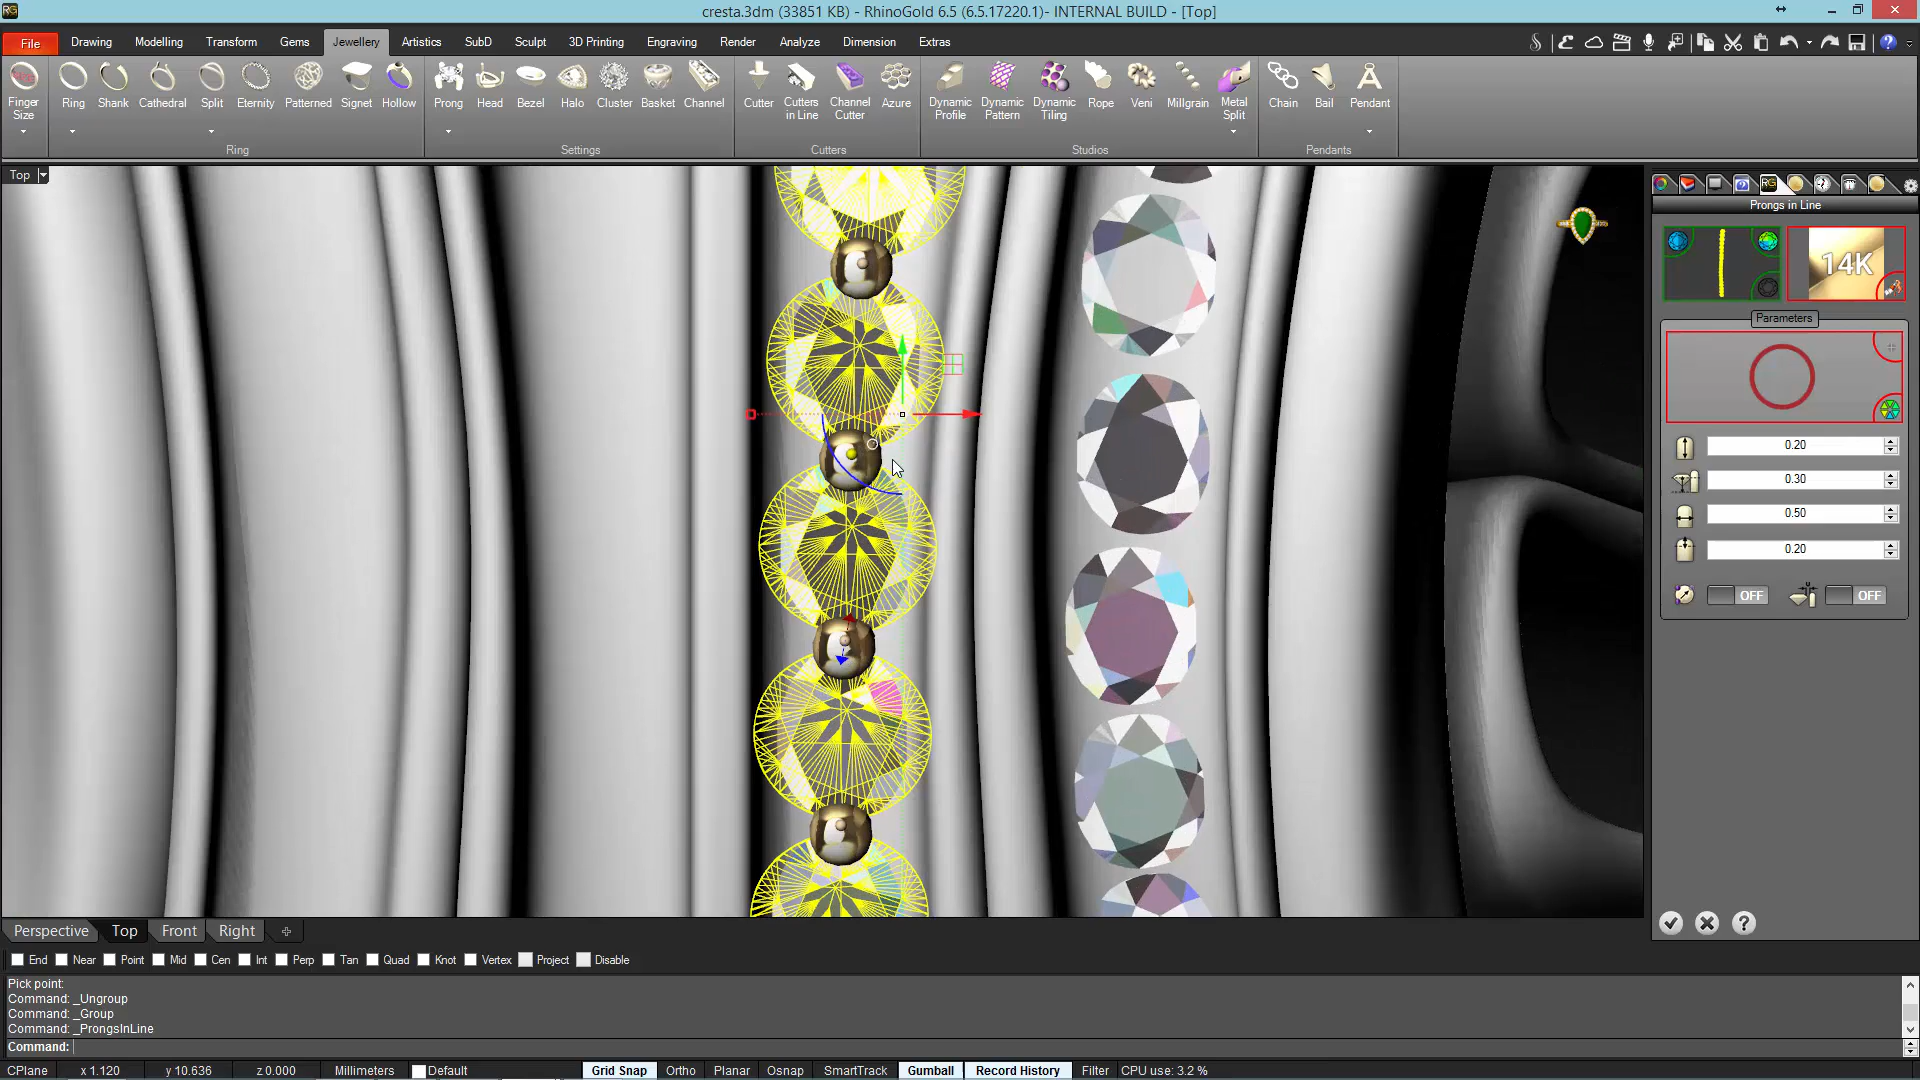 cresta.3dm (33851 KB) - RhinoGold 6.5 (6.5.17220.1)- INTERNAL BUILD - [Top]
File Drawing Modelling Transform Gems Jewellery Artistics SubD Sculpt 3D Printing Engraving Render Analyze Dimension Extras
Finger Size Ring Shank Cathedral Split Eternity Patterned Signet Hollow Prong Head Bezel Halo Cluster Basket Channel Cutter Cutters in Line Channel Cutter Azure Dynamic Profile Dynamic Pattern Dynamic Tiling Rope Veni Millgrain Metal Split Chain Bail Pendant
Ring Settings Cutters Studios Pendants
Top
RG
Prongs in Line
14K
Parameters
0.20
0.30
0.50
0.20
OFF OFF
Perspective Top Front Right
End Near Point Mid Cen Int Perp Tan Quad Knot Vertex Project Disable
Pick point:
Command: _Ungroup
Command: _Group
Command: _ProngsInLine
Command:
CPlane x 1.120 y 10.636 z 0.000 Millimeters Default Grid Snap Ortho Planar Osnap SmartTrack Gumball Record History Filter CPU use: 3.2 %